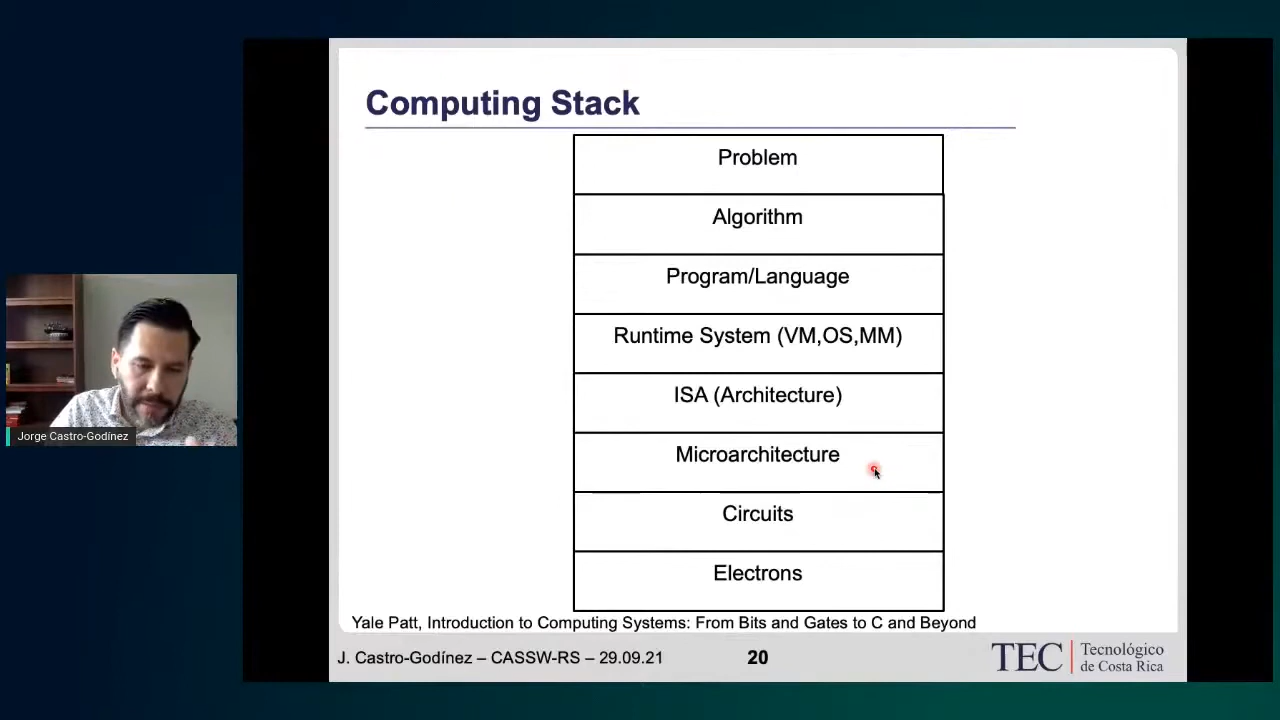 Computing Stack
Problem
Algorithm
Program/Language
Runtime System (VM,OS,MM)
ISA (Architecture)
Microarchitecture
Circuits
Electrons
Yale Patt, Introduction to Computing Systems: From Bits and Gates to C and Beyond
J. Castro-Godínez – CASSW-RS – 29.09.21
20
TEC Tecnológico
de Costa Rica
Jorge Castro-Godínez